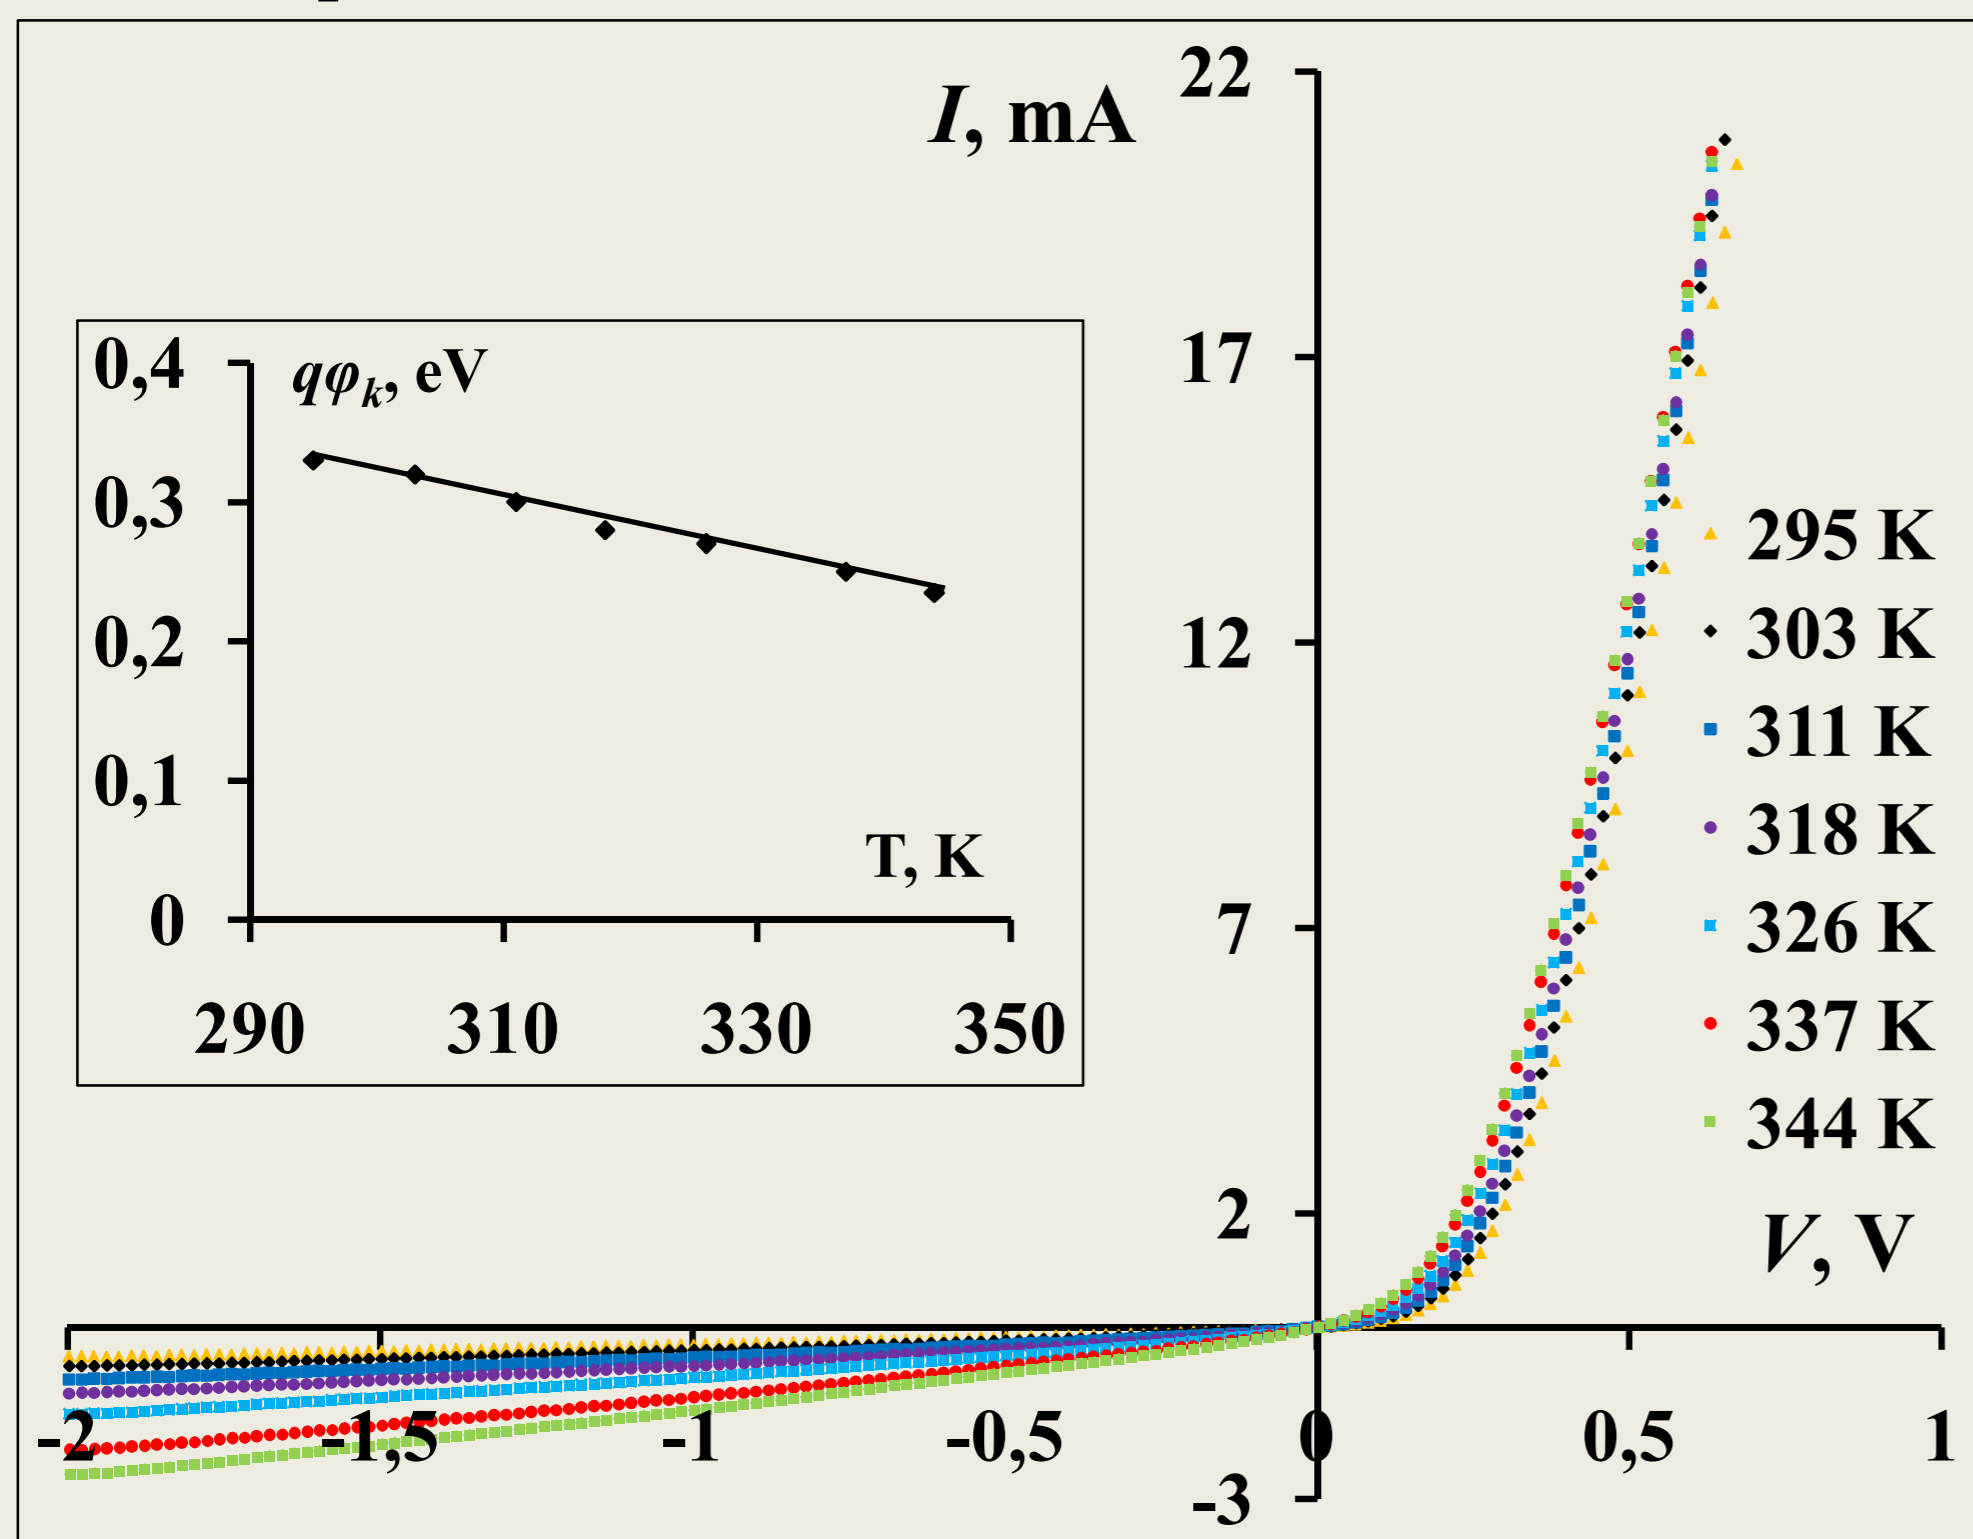 I, mA
22
17
12
7
2
-3
0,4
0,3
0,2
0,1
0
qφk, eV
T, K
290 310 330 350
295 K
303 K
311 K
318 K
326 K
337 K
344 K
V, V
-2 -1,5 -1 -0,5 0 0,5 1